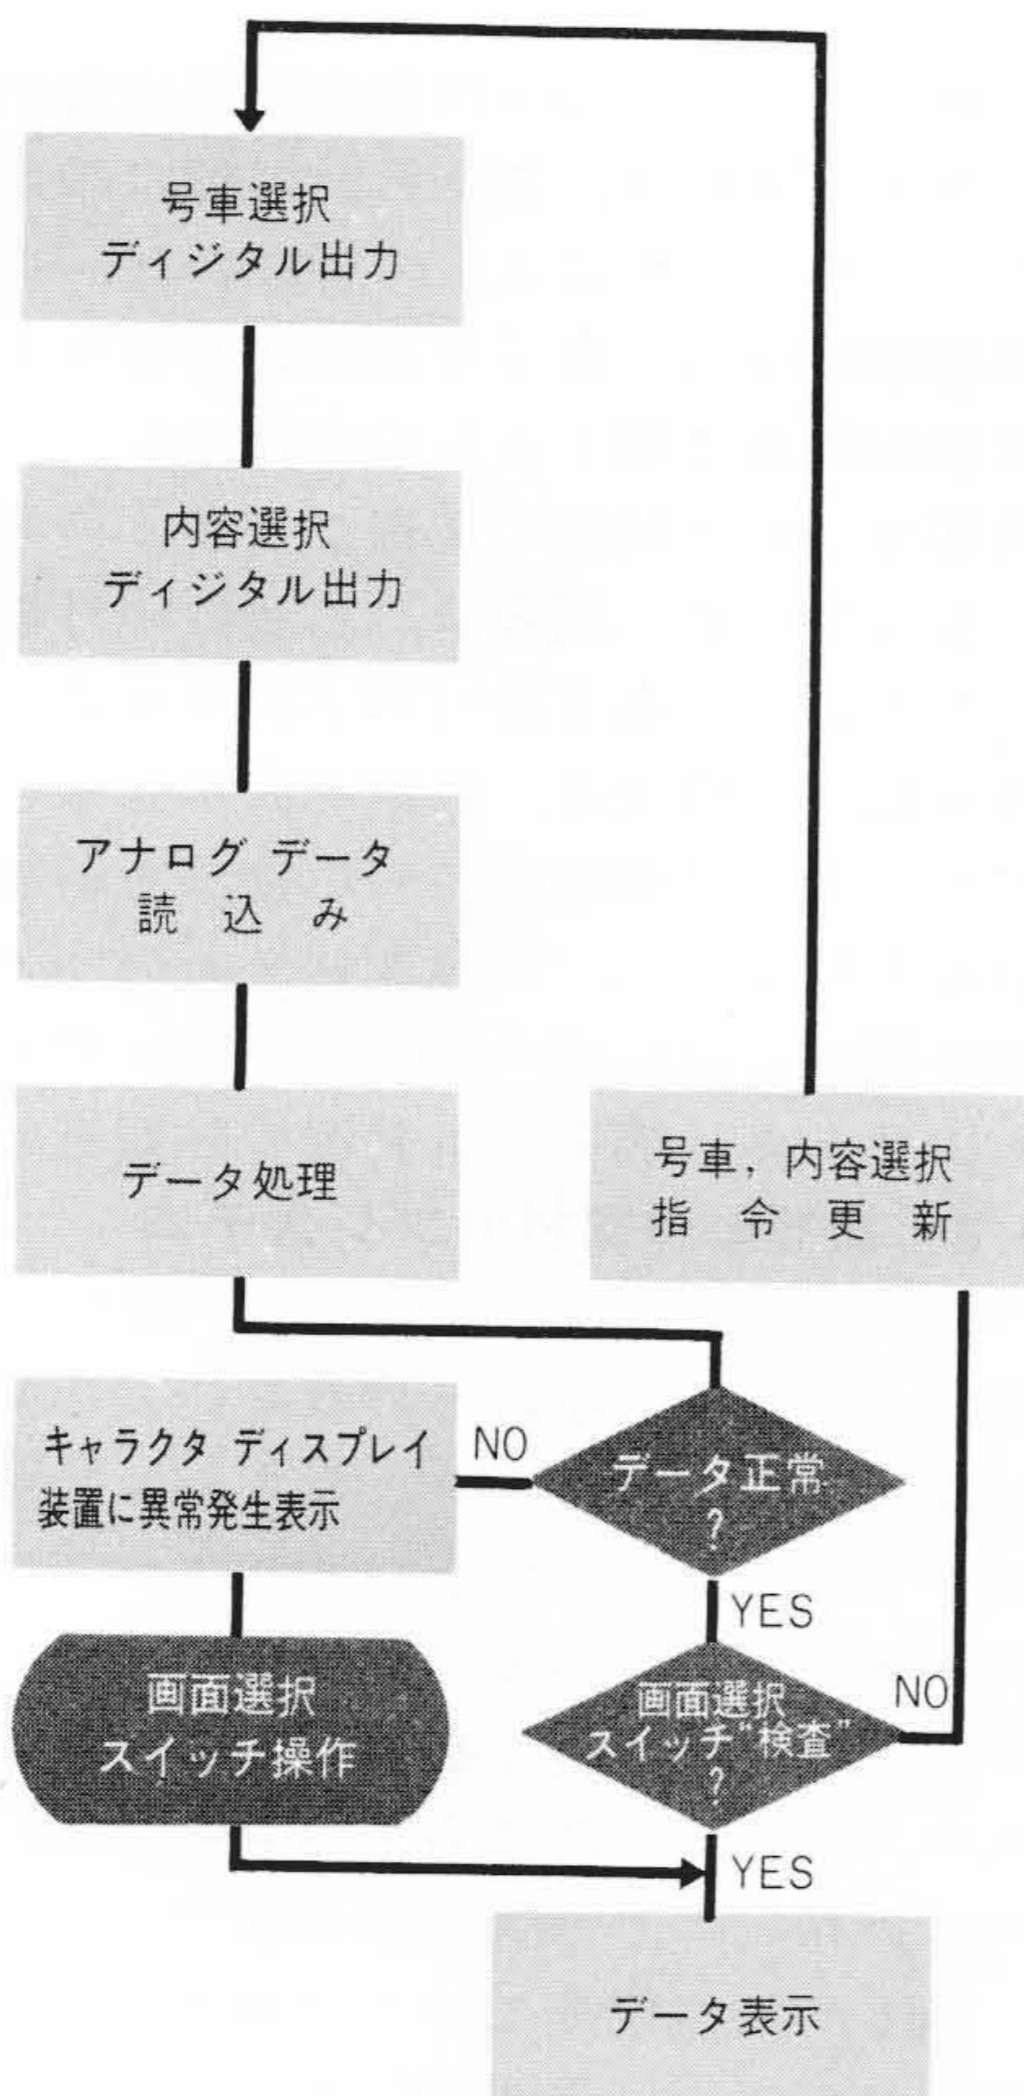 号車選択
ディジタル出力
内容選択
ディジタル出力
アナログ データ
読 込 み
データ処理
号車，内容選択
指 令 更 新
キャラクタ ディスプレイ
装置に異常発生表示
NO
データ正常
?
YES
画面選択
スイッチ操作
画面選択
スイッチ“検査”
?
NO
YES
データ表示